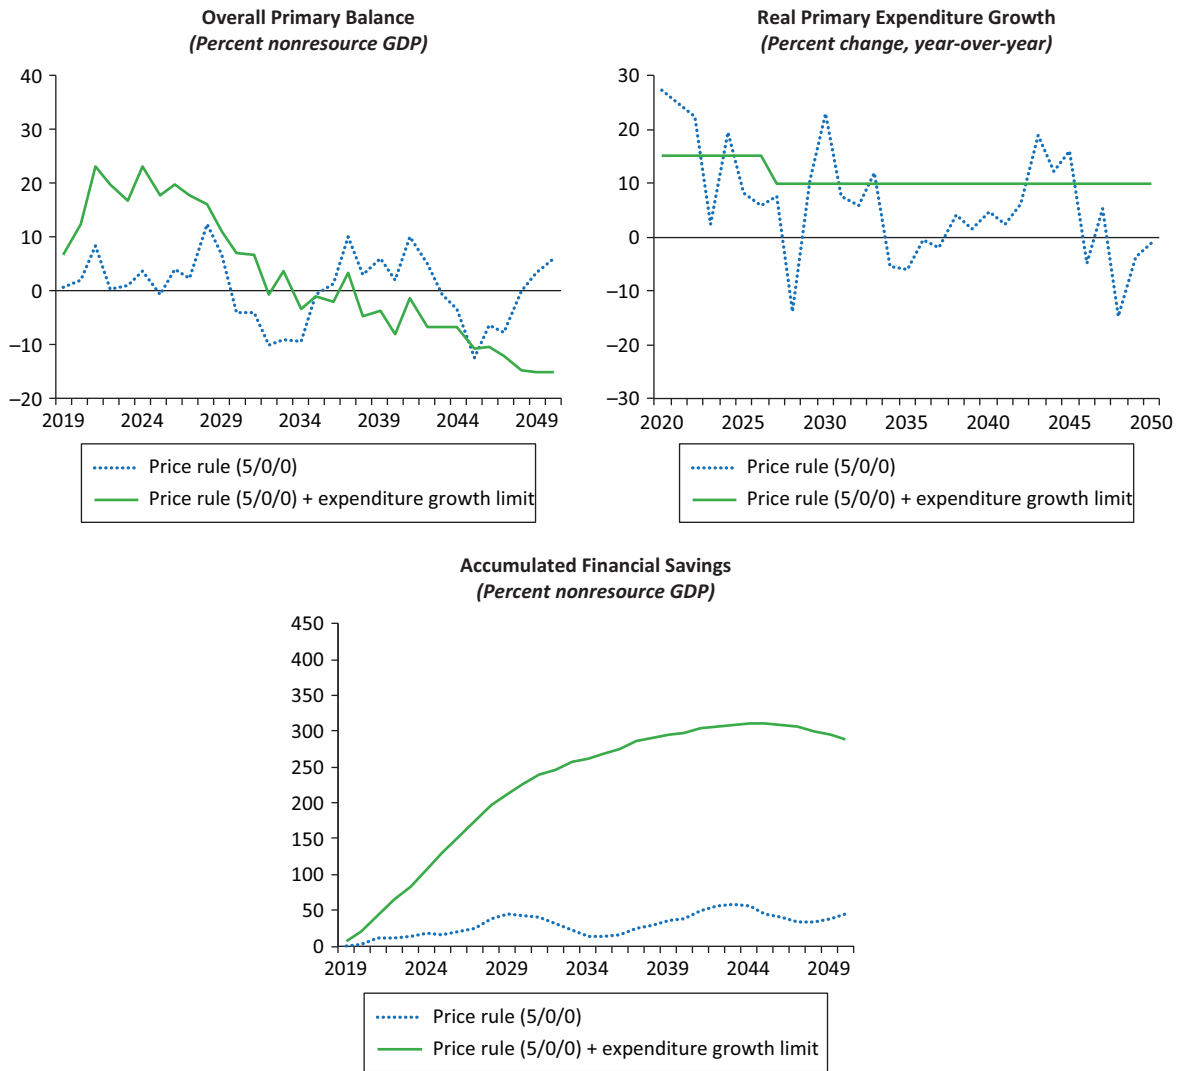 Overall Primary Balance
(Percent nonresource GDP)
40
30
20
10
0
–10
–20
2019 2024 2029 2034 2039 2044 2049
Price rule (5/0/0)
Price rule (5/0/0) + expenditure growth limit
Real Primary Expenditure Growth
(Percent change, year-over-year)
30
20
10
0
–10
–20
–30
2020 2025 2030 2035 2040 2045 2050
Price rule (5/0/0)
Price rule (5/0/0) + expenditure growth limit
Accumulated Financial Savings
(Percent nonresource GDP)
450
400
350
300
250
200
150
100
50
0
2019 2024 2029 2034 2039 2044 2049
Price rule (5/0/0)
Price rule (5/0/0) + expenditure growth limit